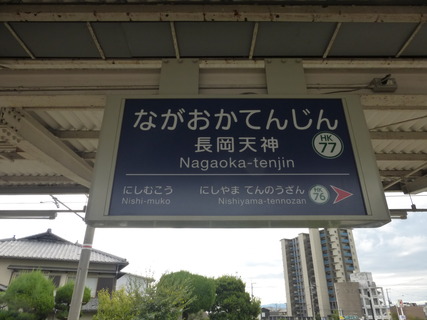 ながおかてんじん
長岡天神
Nagaoka-tenjin
HK
77
にしむこう
Nishi-muko
にしやま てんのうざん
Nishiyama-tennozan
HK
76